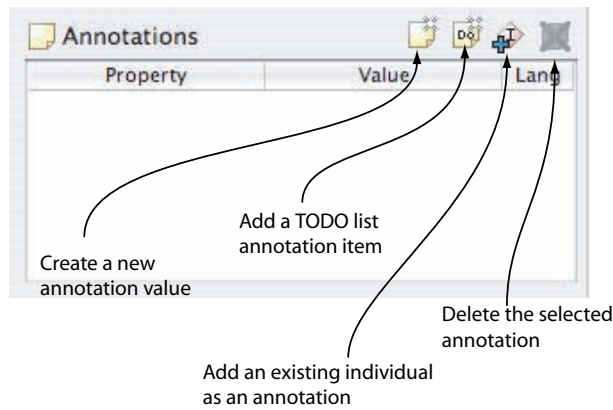 Annotations
DO
I
Property Value Lang
Add a TODO list
annotation item
Create a new
annotation value
Delete the selected
annotation
Add an existing individual
as an annotation